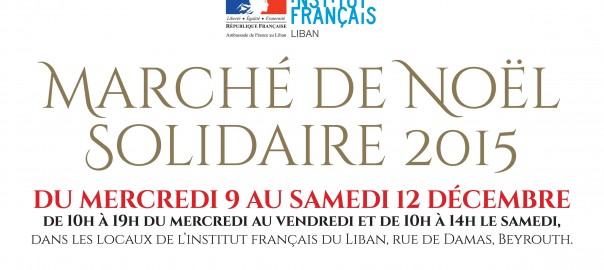 Liberté • Égalité • Fraternité
RÉPUBLIQUE FRANÇAISE
Ambassade de France au Liban
INSTITUT
FRANÇAIS
LIBAN
MARCHÉ DE NOËL
SOLIDAIRE 2015
DU MERCREDI 9 AU SAMEDI 12 DÉCEMBRE
DE 10H À 19H DU MERCREDI AU VENDREDI ET DE 10H À 14H LE SAMEDI,
DANS LES LOCAUX DE L'INSTITUT FRANÇAIS DU LIBAN, RUE DE DAMAS, BEYROUTH.